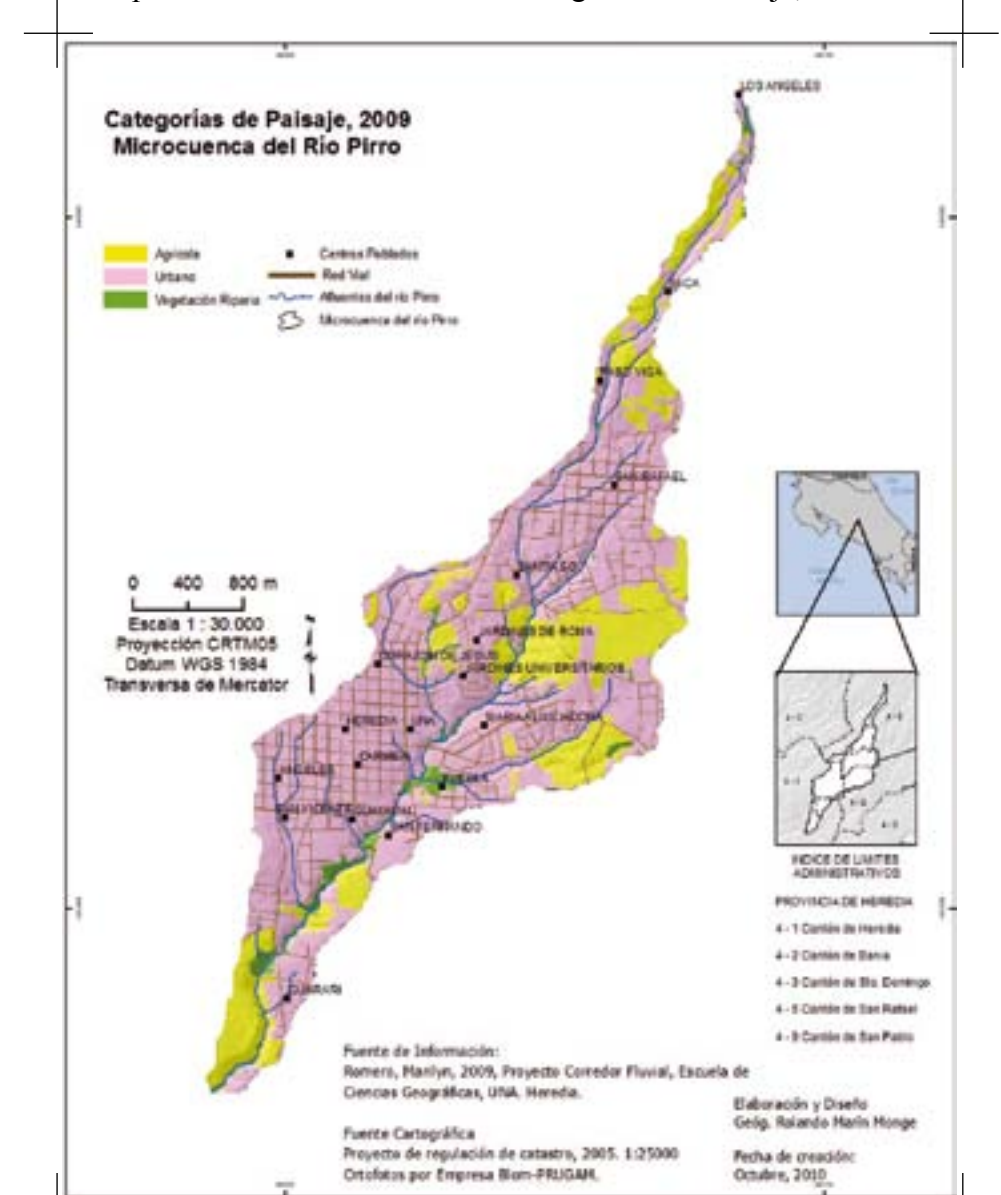 LOS ANGELES
Categorías de Paisaje, 2009
Microcuenca del Río Pirro
Agrícola
Urbano
Vegetación Riparia
Centros Poblados
Red Vial
Afluentes del río Pirro
Microcuenca del río Pirro
SAN RAFAEL
SANTIAGO
JARDINES DE ROMA
CORAZON DE JESUS
JARDINES UNIVERSITARIOS
HEREDIA
UNA
MARIA AUXILIADORA
CARMEN
ANGELES
SAN VICENTE
SAN FERNANDO
0 400 800 m
Escala 1 : 30.000
Proyección CRTM05
Datum WGS 1984
Transversa de Mercator
INDICE DE LIMITES
ADMINISTRATIVOS
PROVINCIA DE HEREDIA
4 - 1 Cantón de Heredia
4 - 2 Cantón de Barva
4 - 3 Cantón de Sto. Domingo
4 - 5 Cantón de San Rafael
4 - 9 Cantón de San Pablo
Fuente de Información:
Romero, Marilyn, 2009, Proyecto Corredor Fluvial, Escuela de
Ciencias Geográficas, UNA. Heredia.
Fuente Cartográfica
Proyecto de regulación de catastro, 2005. 1:25000
Ortofotos por Empresa Blom-PRUGAM.
Elaboración y Diseño
Geóg. Rolando Marín Monge
Fecha de creación:
Octubre, 2010